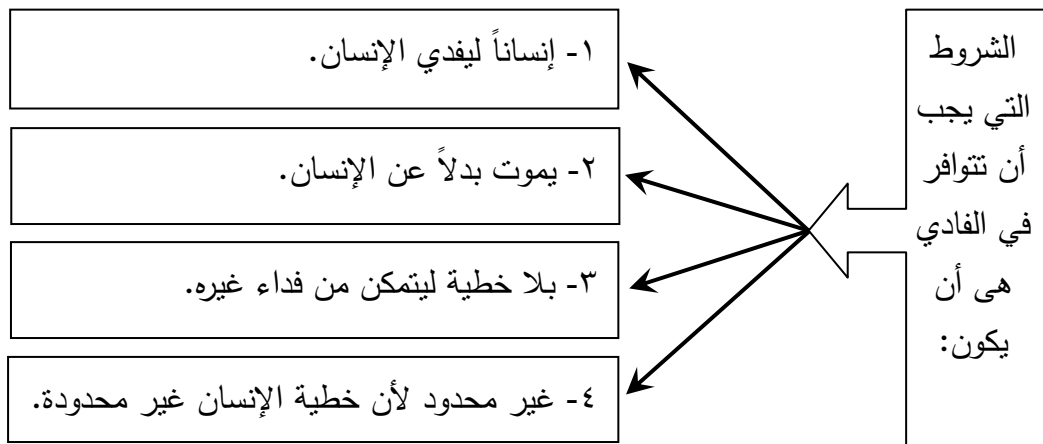 الشروط
التي يجب
أن تتوافر
في الفادي
هى أن
يكون:
١- إنساناً ليفدي الإنسان.
٢- يموت بدلاً عن الإنسان.
٣- بلا خطية ليتمكن من فداء غيره.
٤- غير محدود لأن خطية الإنسان غير محدودة.